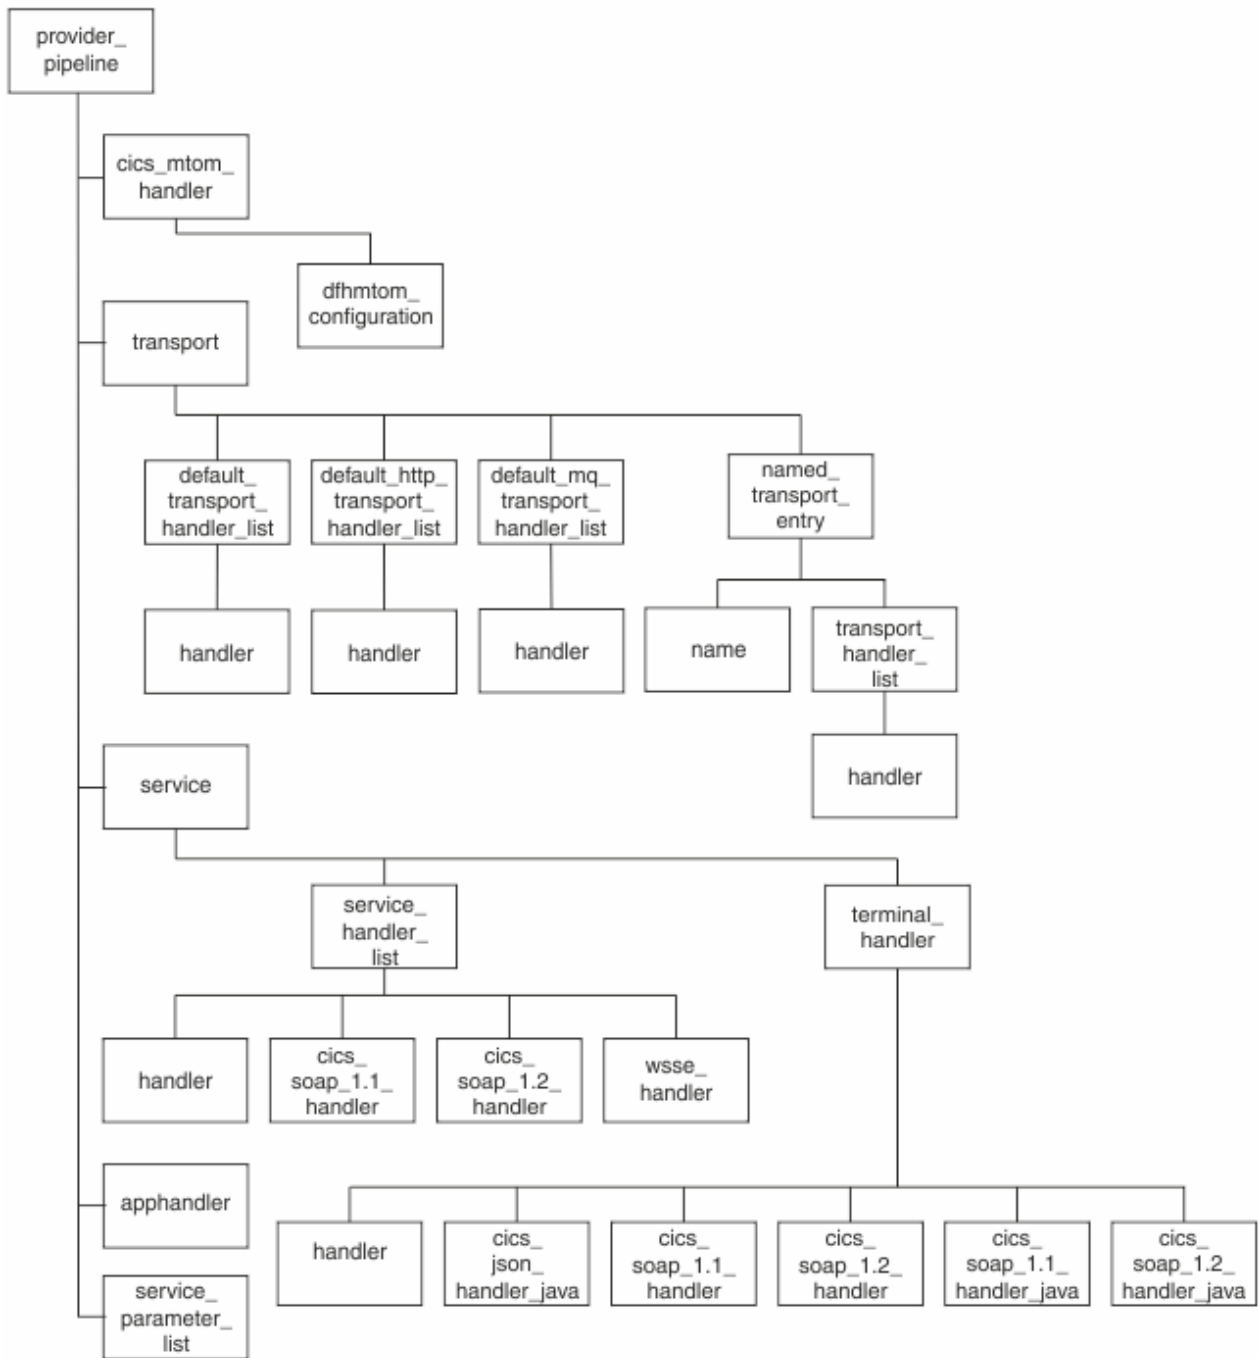 provider_
pipeline
cics_mtom_
handler
dfhmtom_
configuration
transport
default_
transport_
handler_list
default_http_
transport_
handler_list
default_mq_
transport_
handler_list
named_
transport_
entry
handler
handler
handler
name
transport_
handler_
list
handler
service
service_
handler_
list
terminal_
handler
handler
cics_
soap_1.1_
handler
cics_
soap_1.2_
handler
wsse_
handler
apphandler
handler
cics_
json_
handler_java
cics_
soap_1.1_
handler
cics_
soap_1.2_
handler
cics_
soap_1.1_
handler_java
cics_
soap_1.2_
handler_java
service_
parameter_
list